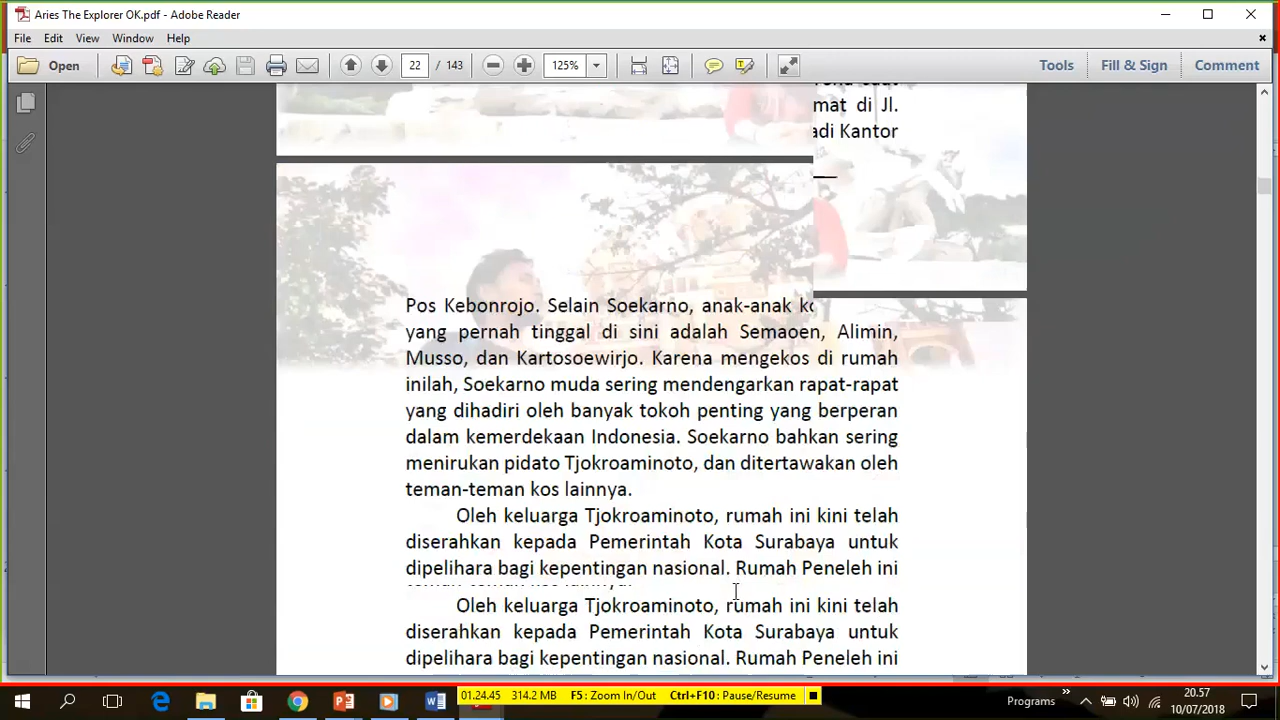 Aries The Explorer OK.pdf - Adobe Reader
File Edit View Window Help
Open 22 / 143 125% Tools Fill & Sign Comment
mat di Jl.
adi Kantor
Pos Kebonrojo. Selain Soekarno, anak-anak
yang pernah tinggal di sini adalah Semaoen, Alimin,
Musso, dan Kartosoewirjo. Karena mengekos di rumah
inilah, Soekarno muda sering mendengarkan rapat-rapat
yang dihadiri oleh banyak tokoh penting yang berperan
dalam kemerdekaan Indonesia. Soekarno bahkan sering
menirukan pidato Tjokroaminoto, dan ditertawakan oleh
teman-teman kos lainnya.
Oleh keluarga Tjokroaminoto, rumah ini kini telah
diserahkan kepada Pemerintah Kota Surabaya untuk
dipelihara bagi kepentingan nasional. Rumah Peneleh ini
Oleh keluarga Tjokroaminoto, rumah ini kini telah
diserahkan kepada Pemerintah Kota Surabaya untuk
dipelihara bagi kepentingan nasional. Rumah Peneleh ini
01.24.45 314.2 MB F5: Zoom In/Out Ctrl+F10: Pause/Resume
Programs
20.57
10/07/2018